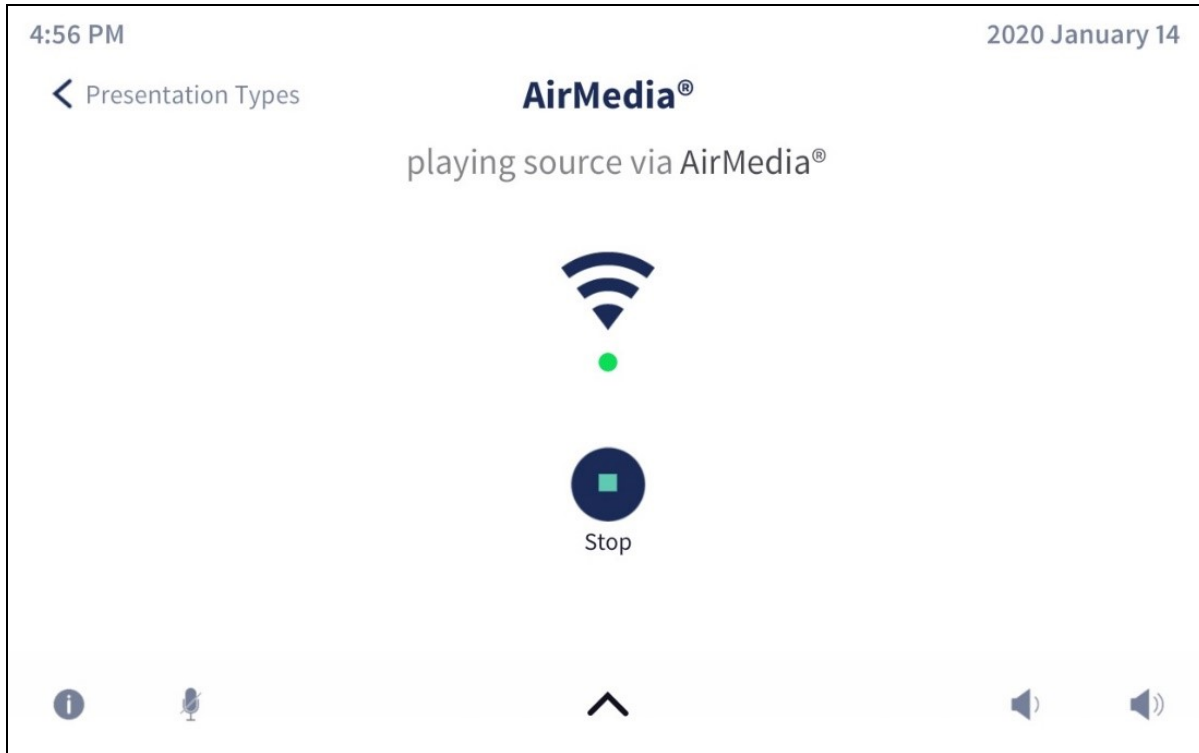 4:56 PM
2020 January 14
Presentation Types
AirMedia®
playing source via AirMedia®
Stop